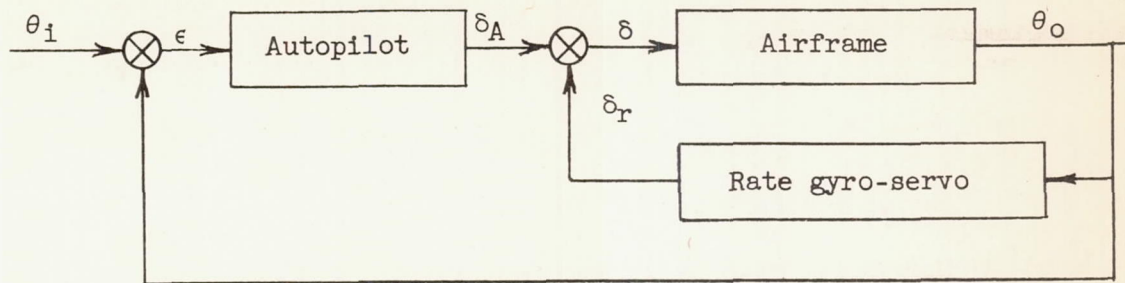 θi
ϵ
Autopilot
δA
δ
Airframe
θo
δr
Rate gyro-servo